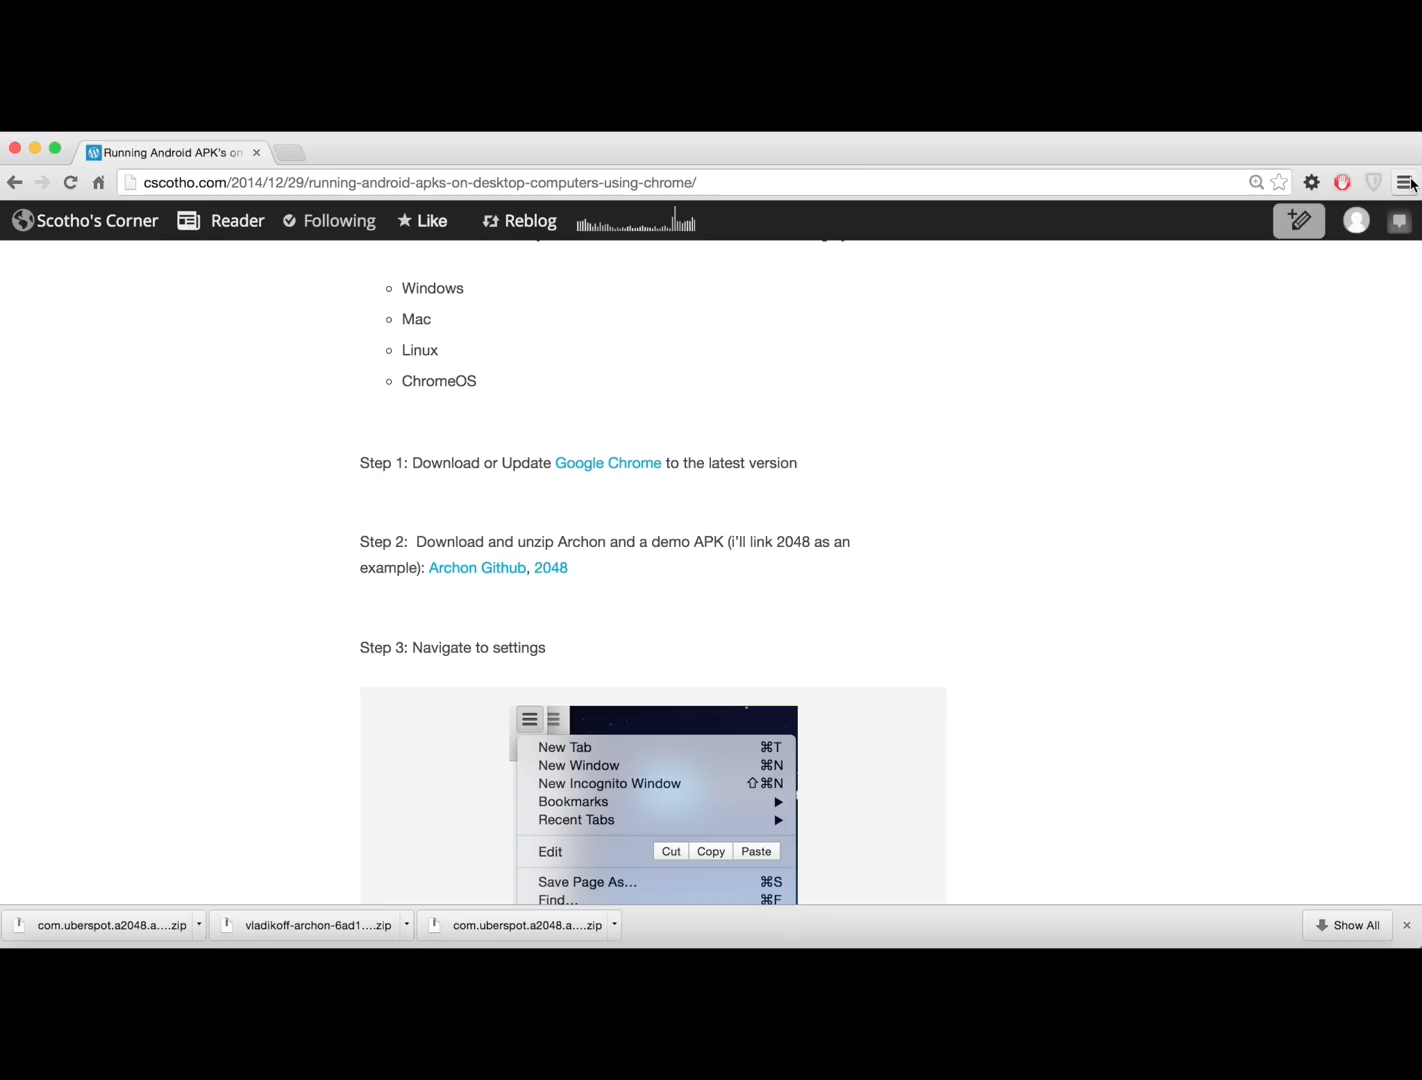 Running Android APK's on
cscotho.com/2014/12/29/running-android-apks-on-desktop-computers-using-chrome/
Scotho's Corner Reader Following Like Reblog
Windows
Mac
Linux
ChromeOS
Step 1: Download or Update Google Chrome to the latest version
Step 2: Download and unzip Archon and a demo APK (i'll link 2048 as an
example): Archon Github, 2048
Step 3: Navigate to settings
New Tab ⌘T
New Window ⌘N
New Incognito Window ⇧⌘N
Bookmarks ▶
Recent Tabs ▶
Edit Cut Copy Paste
Save Page As... ⌘S
Find... ⌘F
com.uberspot.a2048.a....zip vladikoff-archon-6ad1....zip com.uberspot.a2048.a....zip Show All